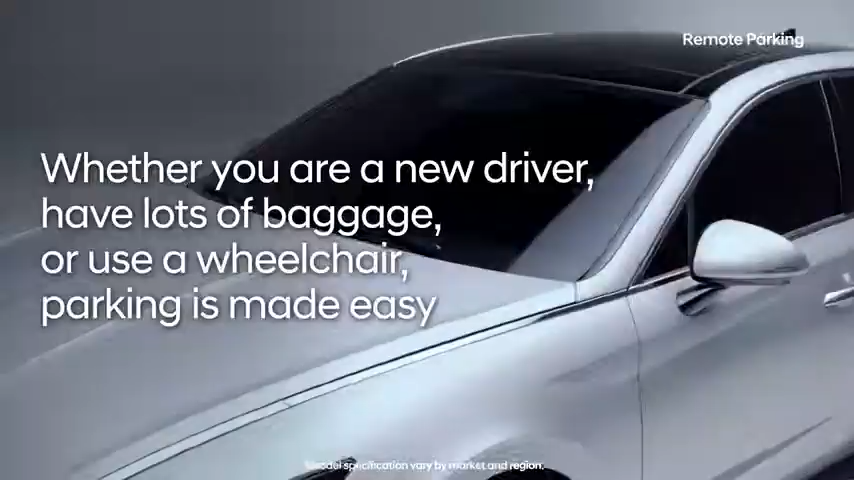 Remote Parking
Whether you are a new driver,
have lots of baggage,
or use a wheelchair,
parking is made easy
Model specification vary by market and region.